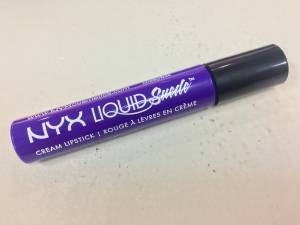 NYX LIQUID Suede™
CREAM LIPSTICK | ROUGE À LÈVRES EN CRÈME